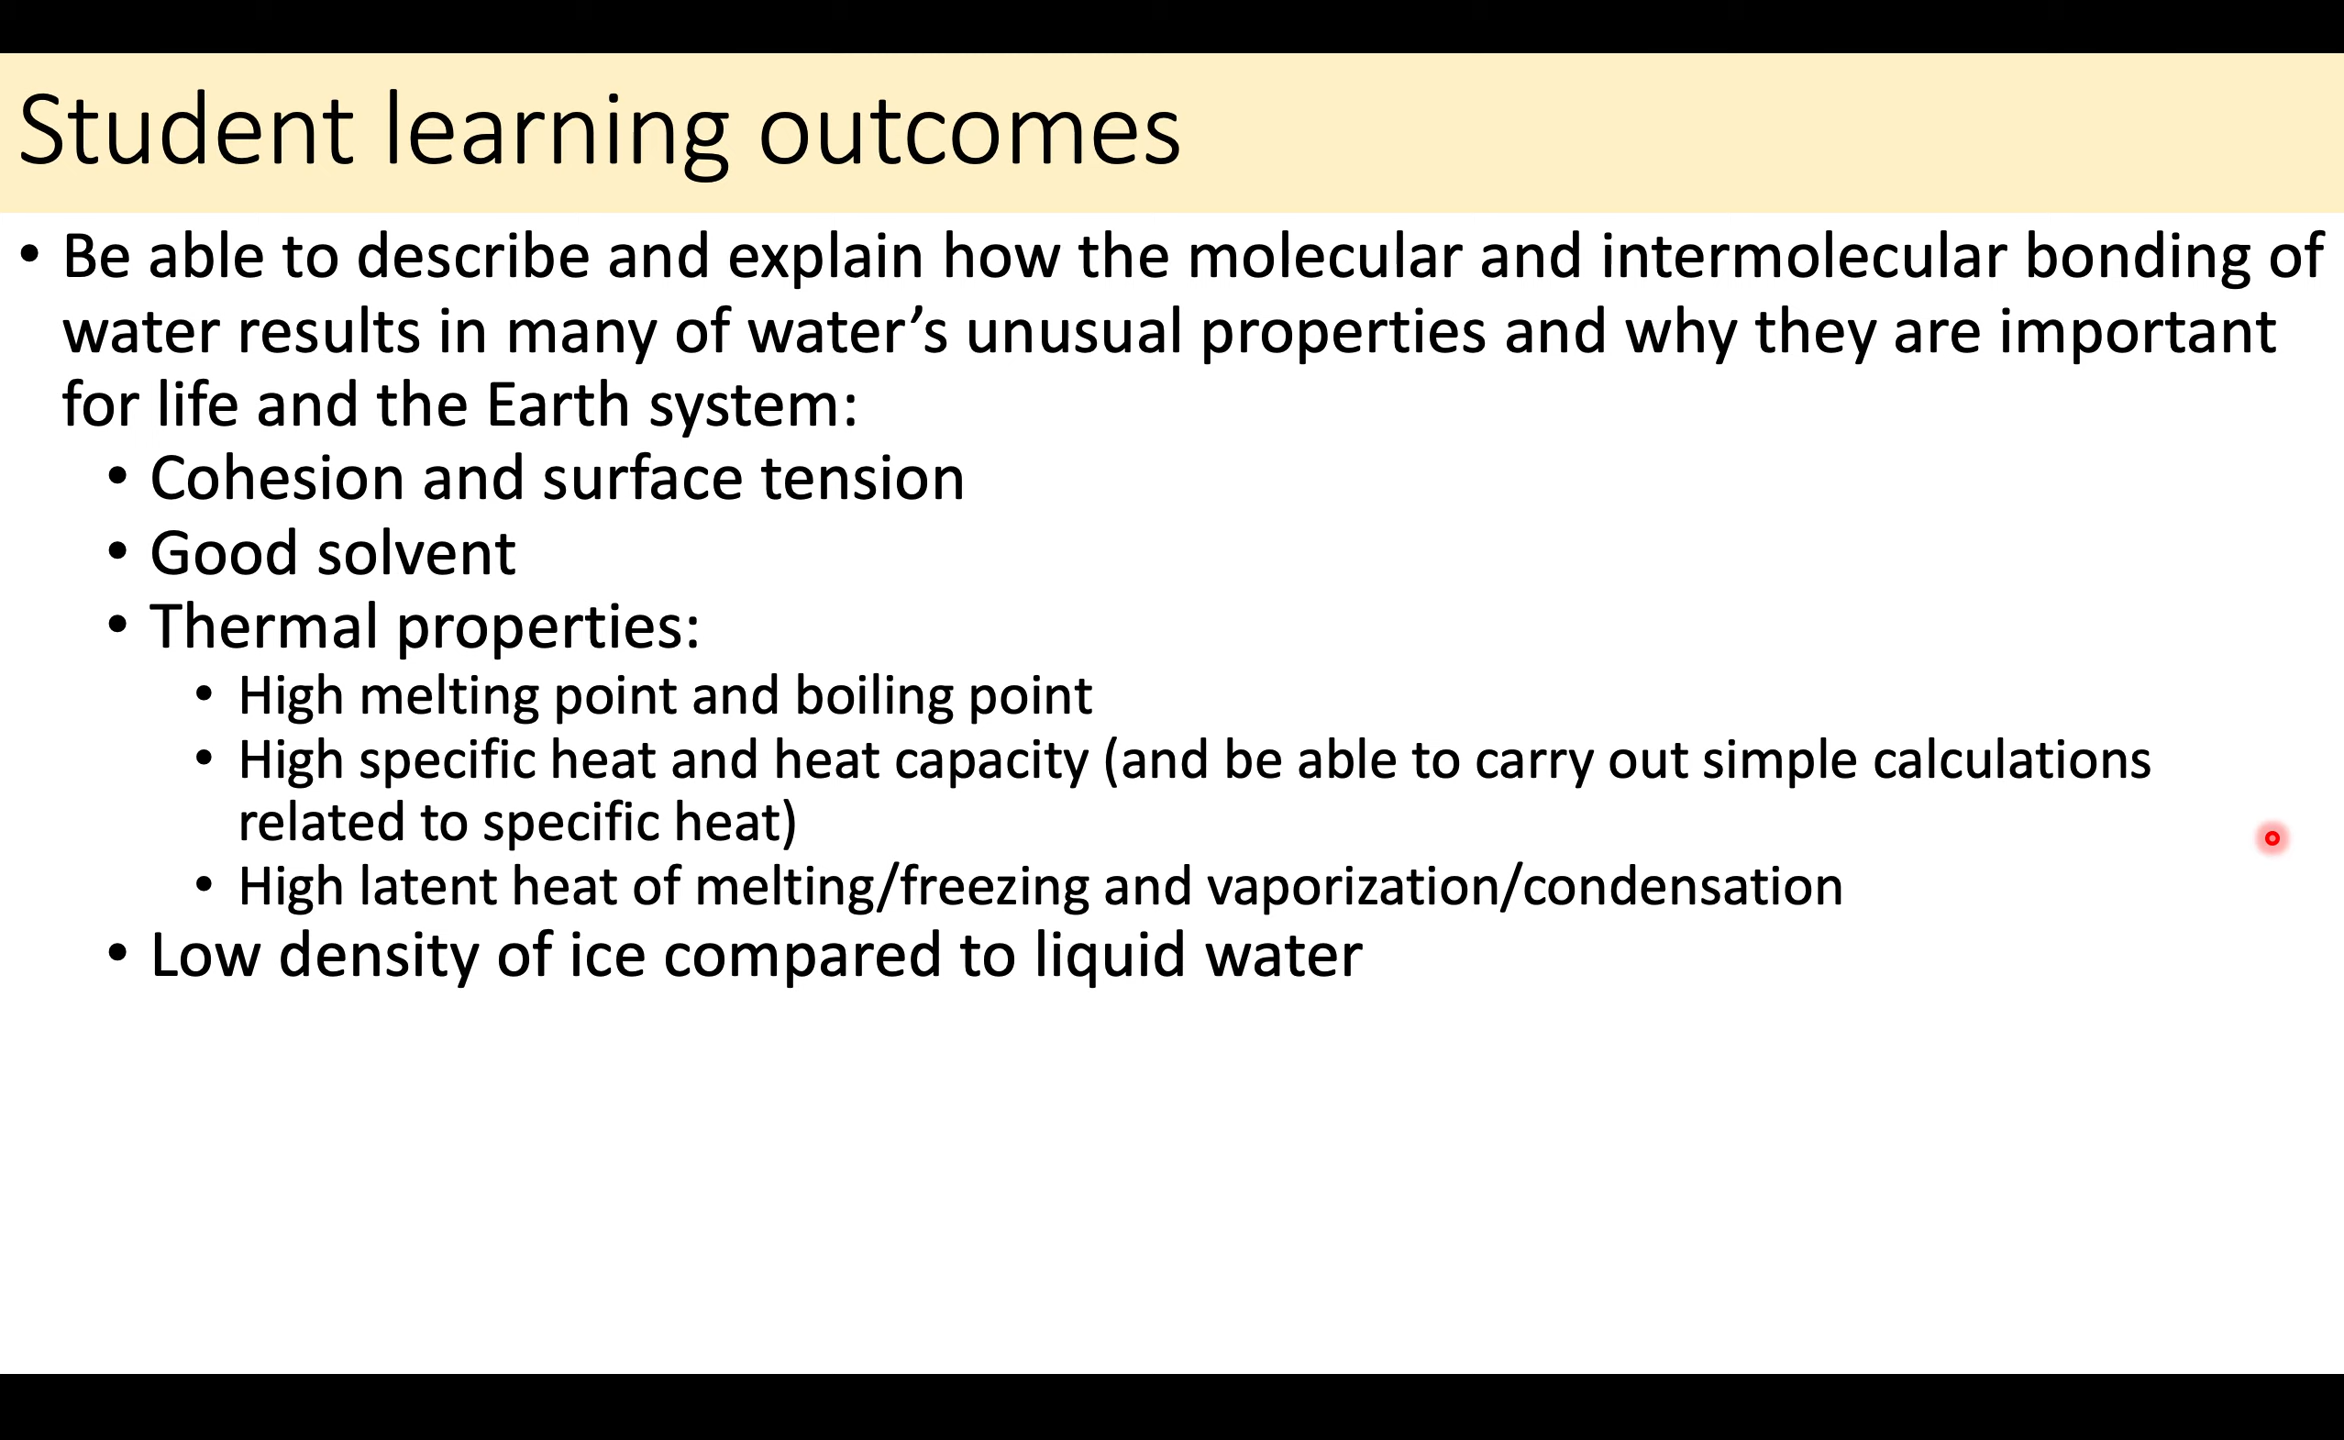 Student learning outcomes
• Be able to describe and explain how the molecular and intermolecular bonding of
water results in many of water’s unusual properties and why they are important
for life and the Earth system:
• Cohesion and surface tension
• Good solvent
• Thermal properties:
• High melting point and boiling point
• High specific heat and heat capacity (and be able to carry out simple calculations
related to specific heat)
• High latent heat of melting/freezing and vaporization/condensation
• Low density of ice compared to liquid water